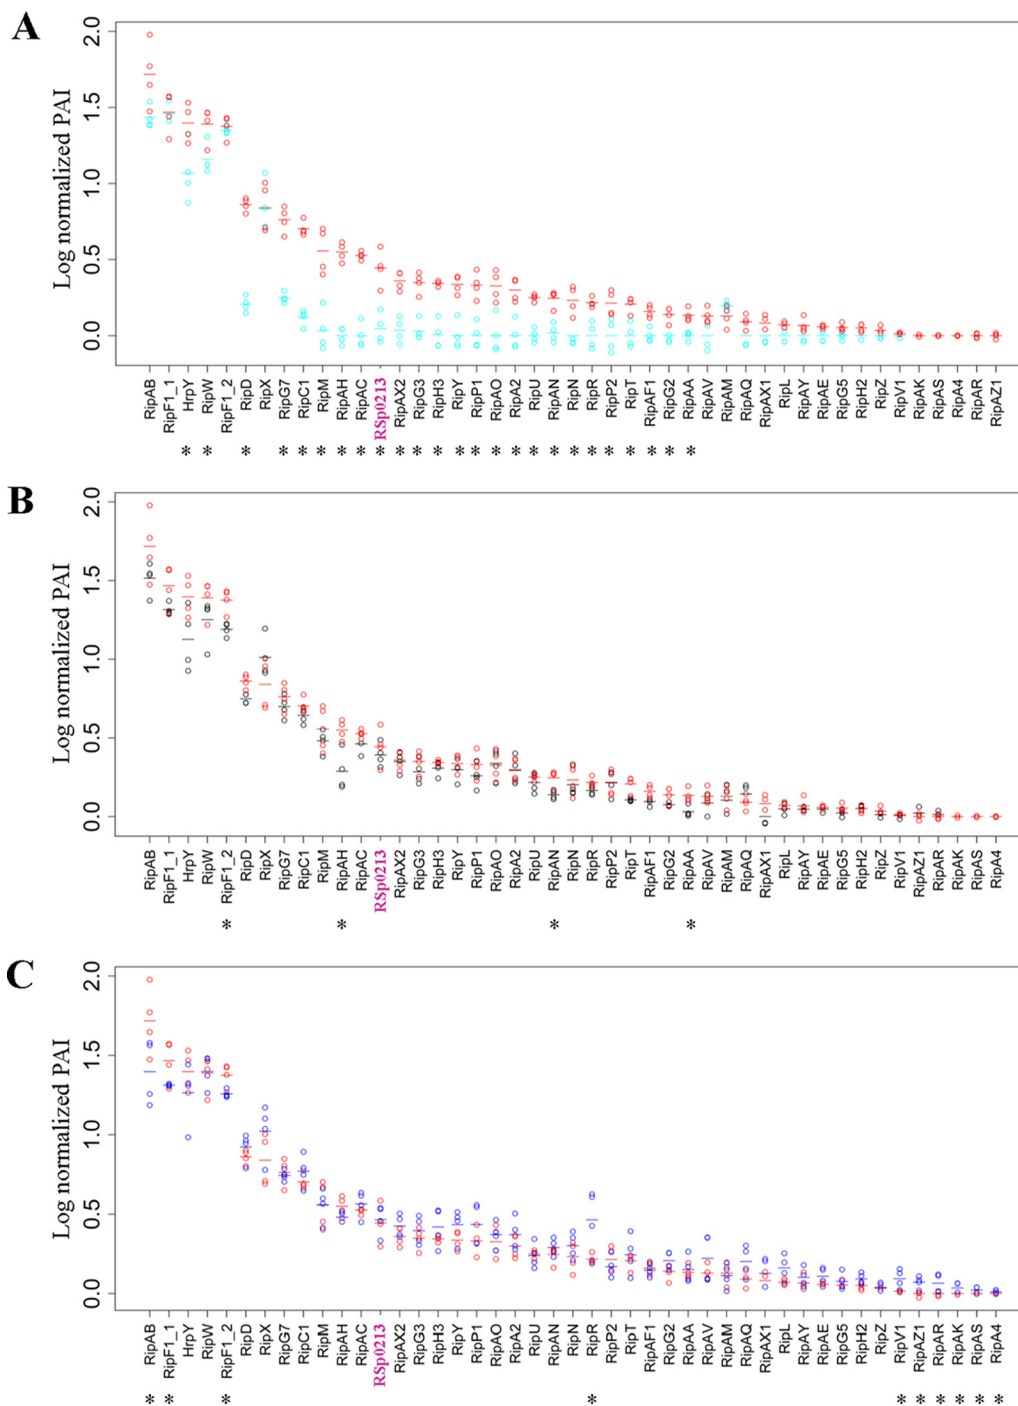 A
Log normalized PAI
2.0
1.5
1.0
0.5
0.0
RipAB RipF1_1 HrpY RipW RipF1_2 RipD RipX RipG7 RipC1 RipM RipAH RipAC RSp0213 RipAX2 RipG3 RipH3 RipY RipP1 RipAO RipA2 RipU RipAN RipN RipR RipP2 RipT RipAF1 RipG2 RipAA RipAV RipAM RipAQ RipAX1 RipL RipAY RipAE RipG5 RipH2 RipZ RipV1 RipAK RipAS RipA4 RipAR RipAZ1
* * * * * * * * * * * * * * * * * * * * * * * * *
B
Log normalized PAI
2.0
1.5
1.0
0.5
0.0
RipAB RipF1_1 HrpY RipW RipF1_2 RipD RipX RipG7 RipC1 RipM RipAH RipAC RSp0213 RipAX2 RipG3 RipH3 RipY RipP1 RipAO RipA2 RipU RipAN RipN RipR RipP2 RipT RipAF1 RipG2 RipAA RipAV RipAM RipAQ RipAX1 RipL RipAY RipAE RipG5 RipH2 RipZ RipV1 RipAZ1 RipAR RipAK RipAS RipA4
* * * *
C
Log normalized PAI
2.0
1.5
1.0
0.5
0.0
RipAB RipF1_1 HrpY RipW RipF1_2 RipD RipX RipG7 RipC1 RipM RipAH RipAC RSp0213 RipAX2 RipG3 RipH3 RipY RipP1 RipAO RipA2 RipU RipAN RipN RipR RipP2 RipT RipAF1 RipG2 RipAA RipAV RipAM RipAQ RipAX1 RipL RipAY RipAE RipG5 RipH2 RipZ RipV1 RipAZ1 RipAR RipAK RipAS RipA4
* * * * * * * * * *